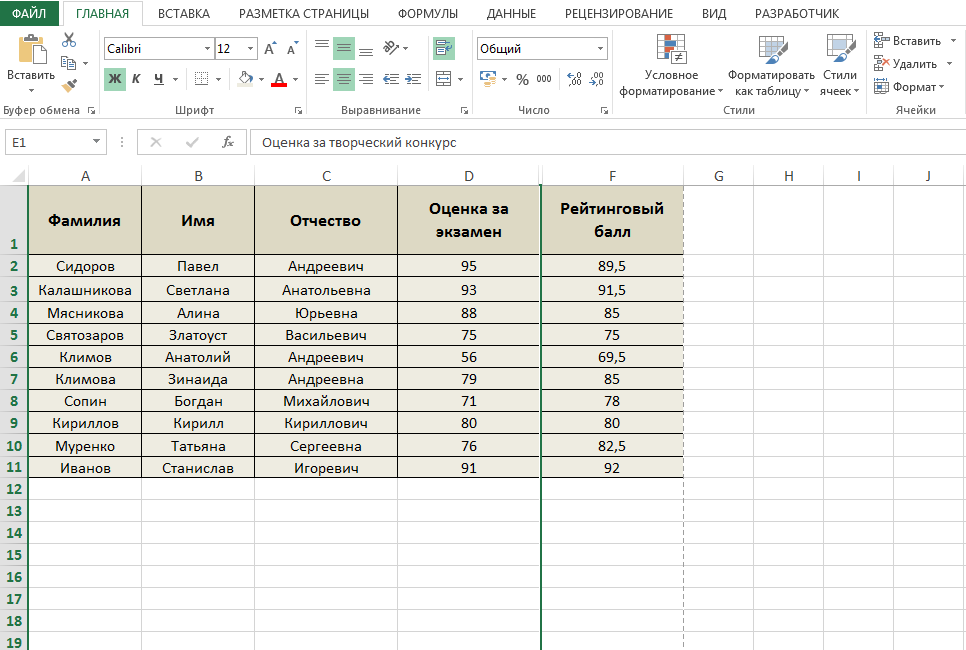 ФАЙЛ ГЛАВНАЯ ВСТАВКА РАЗМЕТКА СТРАНИЦЫ ФОРМУЛЫ ДАННЫЕ РЕЦЕНЗИРОВАНИЕ ВИД РАЗРАБОТЧИК
Calibri 12 A A Общий Вставить
Вставить Ж К Ч A % 000 ,0 ,00 ,00 ,0 Условное форматирование Форматировать как таблицу Стили ячеек Удалить
Формат
Буфер обмена Шрифт Выравнивание Число Стили Ячейки
E1 fx Оценка за творческий конкурс
A B C D F G H I J
1 Фамилия Имя Отчество Оценка за экзамен Рейтинговый балл
2 Сидоров Павел Андреевич 95 89,5
3 Калашникова Светлана Анатольевна 93 91,5
4 Мясникова Алина Юрьевна 88 85
5 Святозаров Златоуст Васильевич 75 75
6 Климов Анатолий Андреевич 56 69,5
7 Климова Зинаида Андреевна 79 85
8 Сопин Богдан Михайлович 71 78
9 Кириллов Кирилл Кириллович 80 80
10 Муренко Татьяна Сергеевна 76 82,5
11 Иванов Станислав Игоревич 91 92
12
13
14
15
16
17
18
19